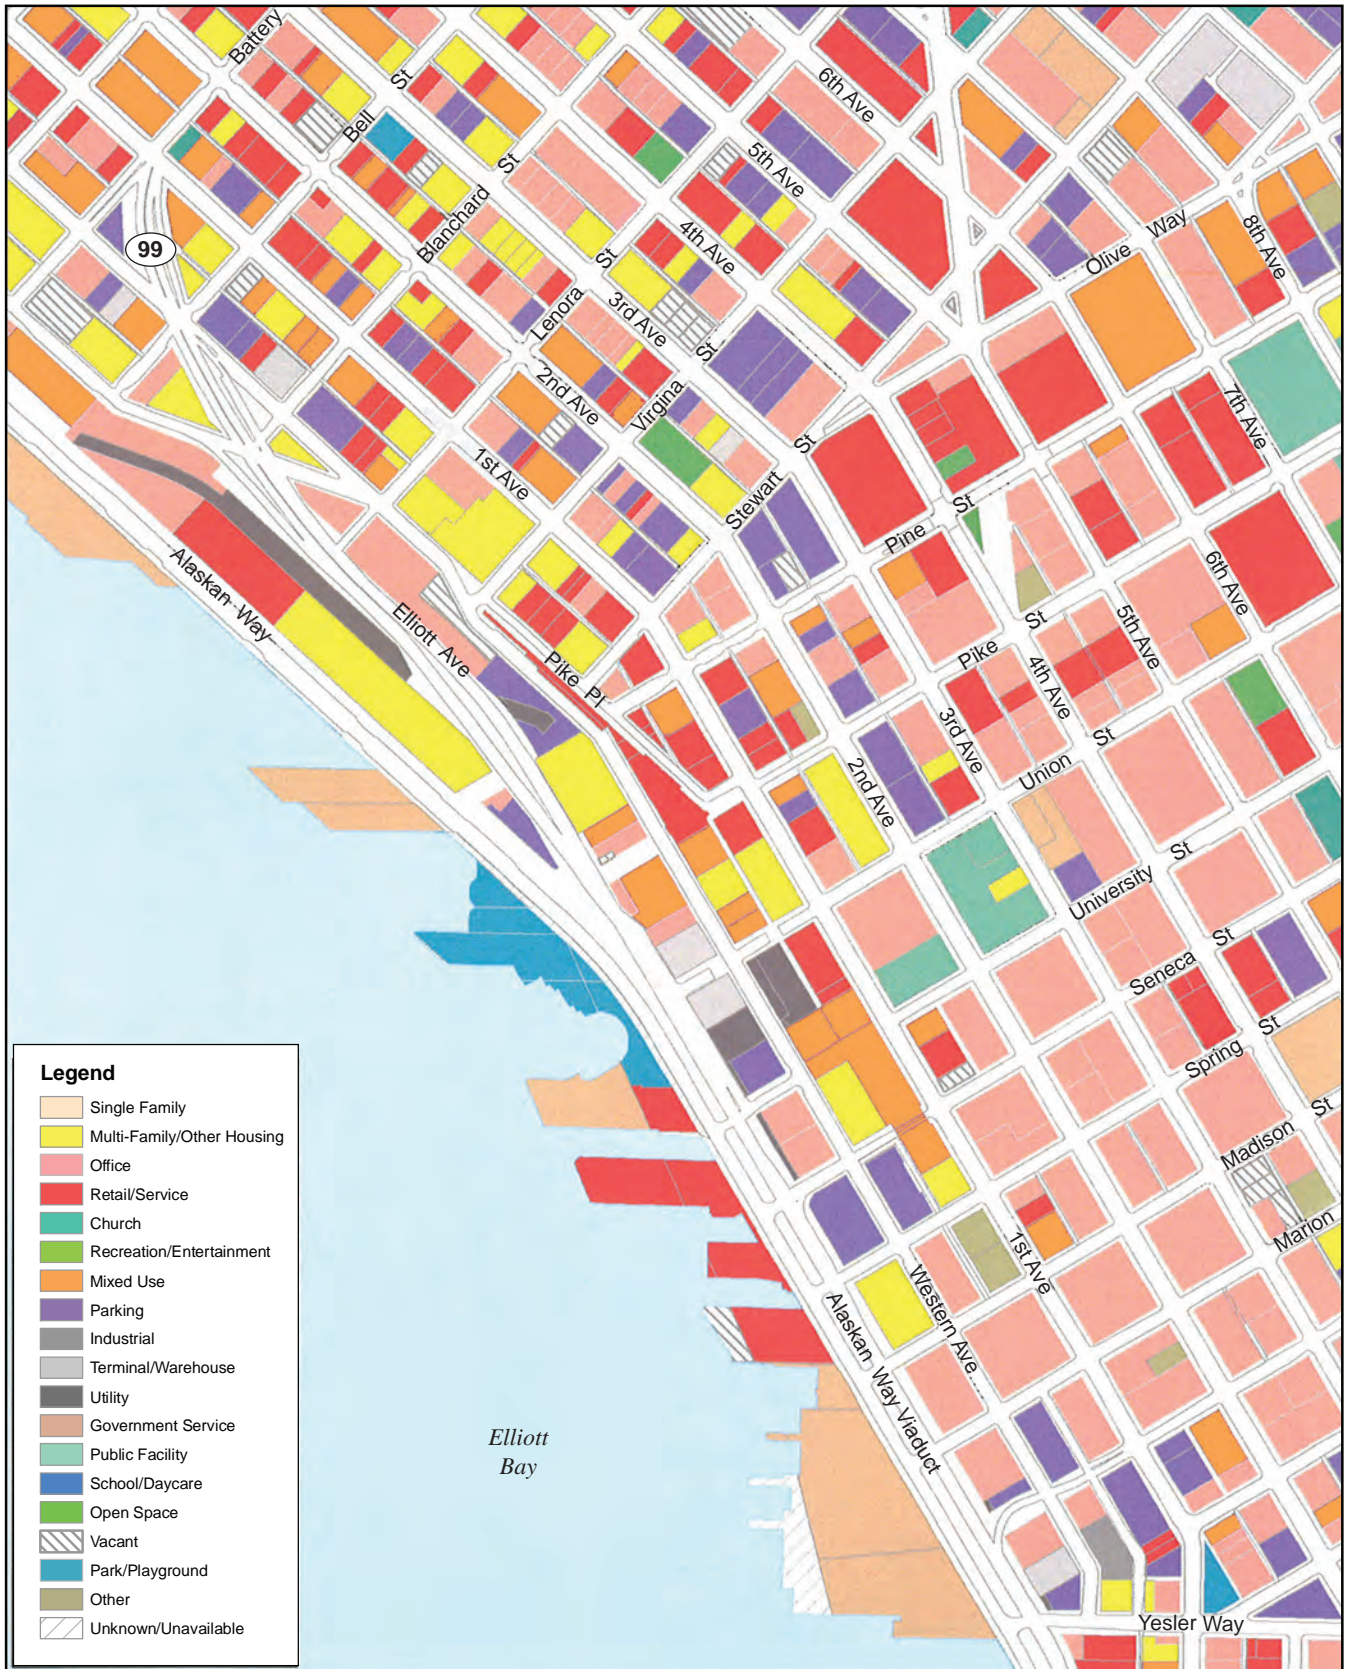 Battery
St
Bell
St
Blanchard
St
Lenora
St
Virgina
St
Stewart
St
Pine
St
Pike
St
Union
St
University
St
Seneca
St
Spring
St
Madison
Marion
Olive Way
6th Ave
5th Ave
4th Ave
3rd Ave
2nd Ave
1st Ave
8th Ave
7th Ave
6th Ave
5th Ave
4th Ave
3rd Ave
2nd Ave
1st Ave
99
Alaskan Way
Elliott Ave
Pike Pl
Western Ave
Alaskan Way Viaduct
Yesler Way
Elliott
Bay
Legend
Single Family
Multi-Family/Other Housing
Office
Retail/Service
Church
Recreation/Entertainment
Mixed Use
Parking
Industrial
Terminal/Warehouse
Utility
Government Service
Public Facility
School/Daycare
Open Space
Vacant
Park/Playground
Other
Unknown/Unavailable